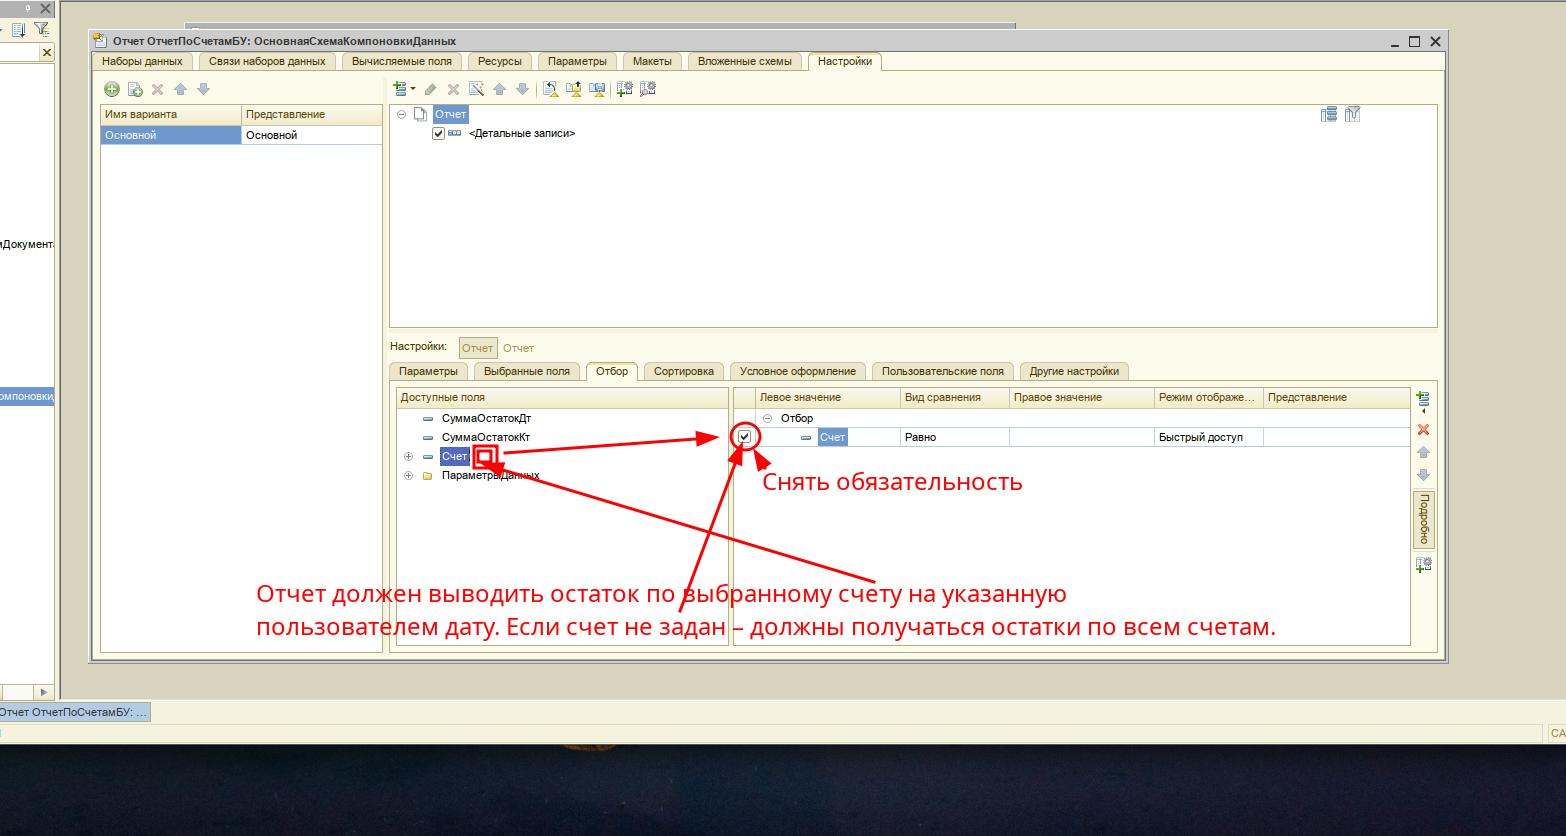 Отчет ОтчетПоСчетамБУ: ОсновнаяСхемаКомпоновкиДанных
Наборы данных Связи наборов данных Вычисляемые поля Ресурсы Параметры Макеты Вложенные схемы Настройки
Имя варианта Представление
Основной Основной
Отчет
<Детальные записи>
Настройки: Отчет Отчет
Параметры Выбранные поля Отбор Сортировка Условное оформление Пользовательские поля Другие настройки
Доступные поля
СуммаОстатокДт
СуммаОстатокКт
Счет
ПараметрыДанных
Левое значение Вид сравнения Правое значение Режим отображе... Представление
Отбор
Счет Равно Быстрый доступ
Подробно
Снять обязательность
Отчет должен выводить остаток по выбранному счету на указанную
пользователем дату. Если счет не задан – должны получаться остатки по всем счетам.
Отчет ОтчетПоСчетамБУ: ...